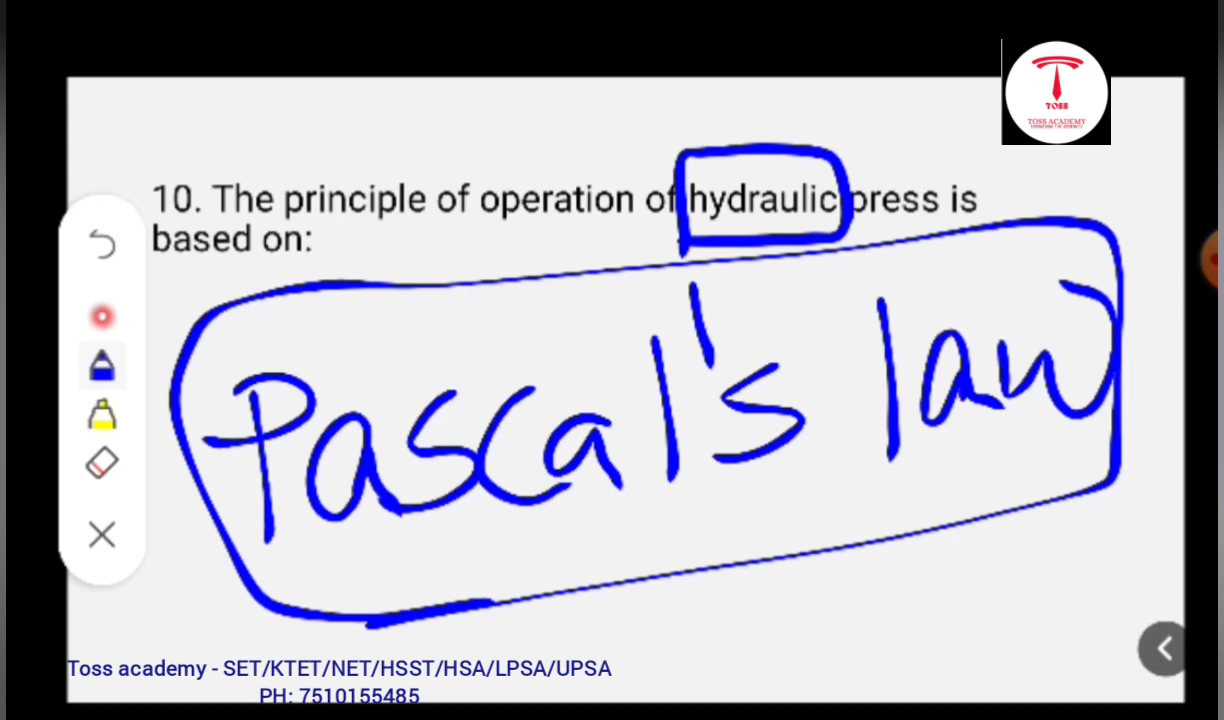 TOSS
TOSS ACADEMY
10. The principle of operation of hydraulic press is
based on:
Pascal's law
Toss academy - SET/KTET/NET/HSST/HSA/LPSA/UPSA
PH: 7510155485